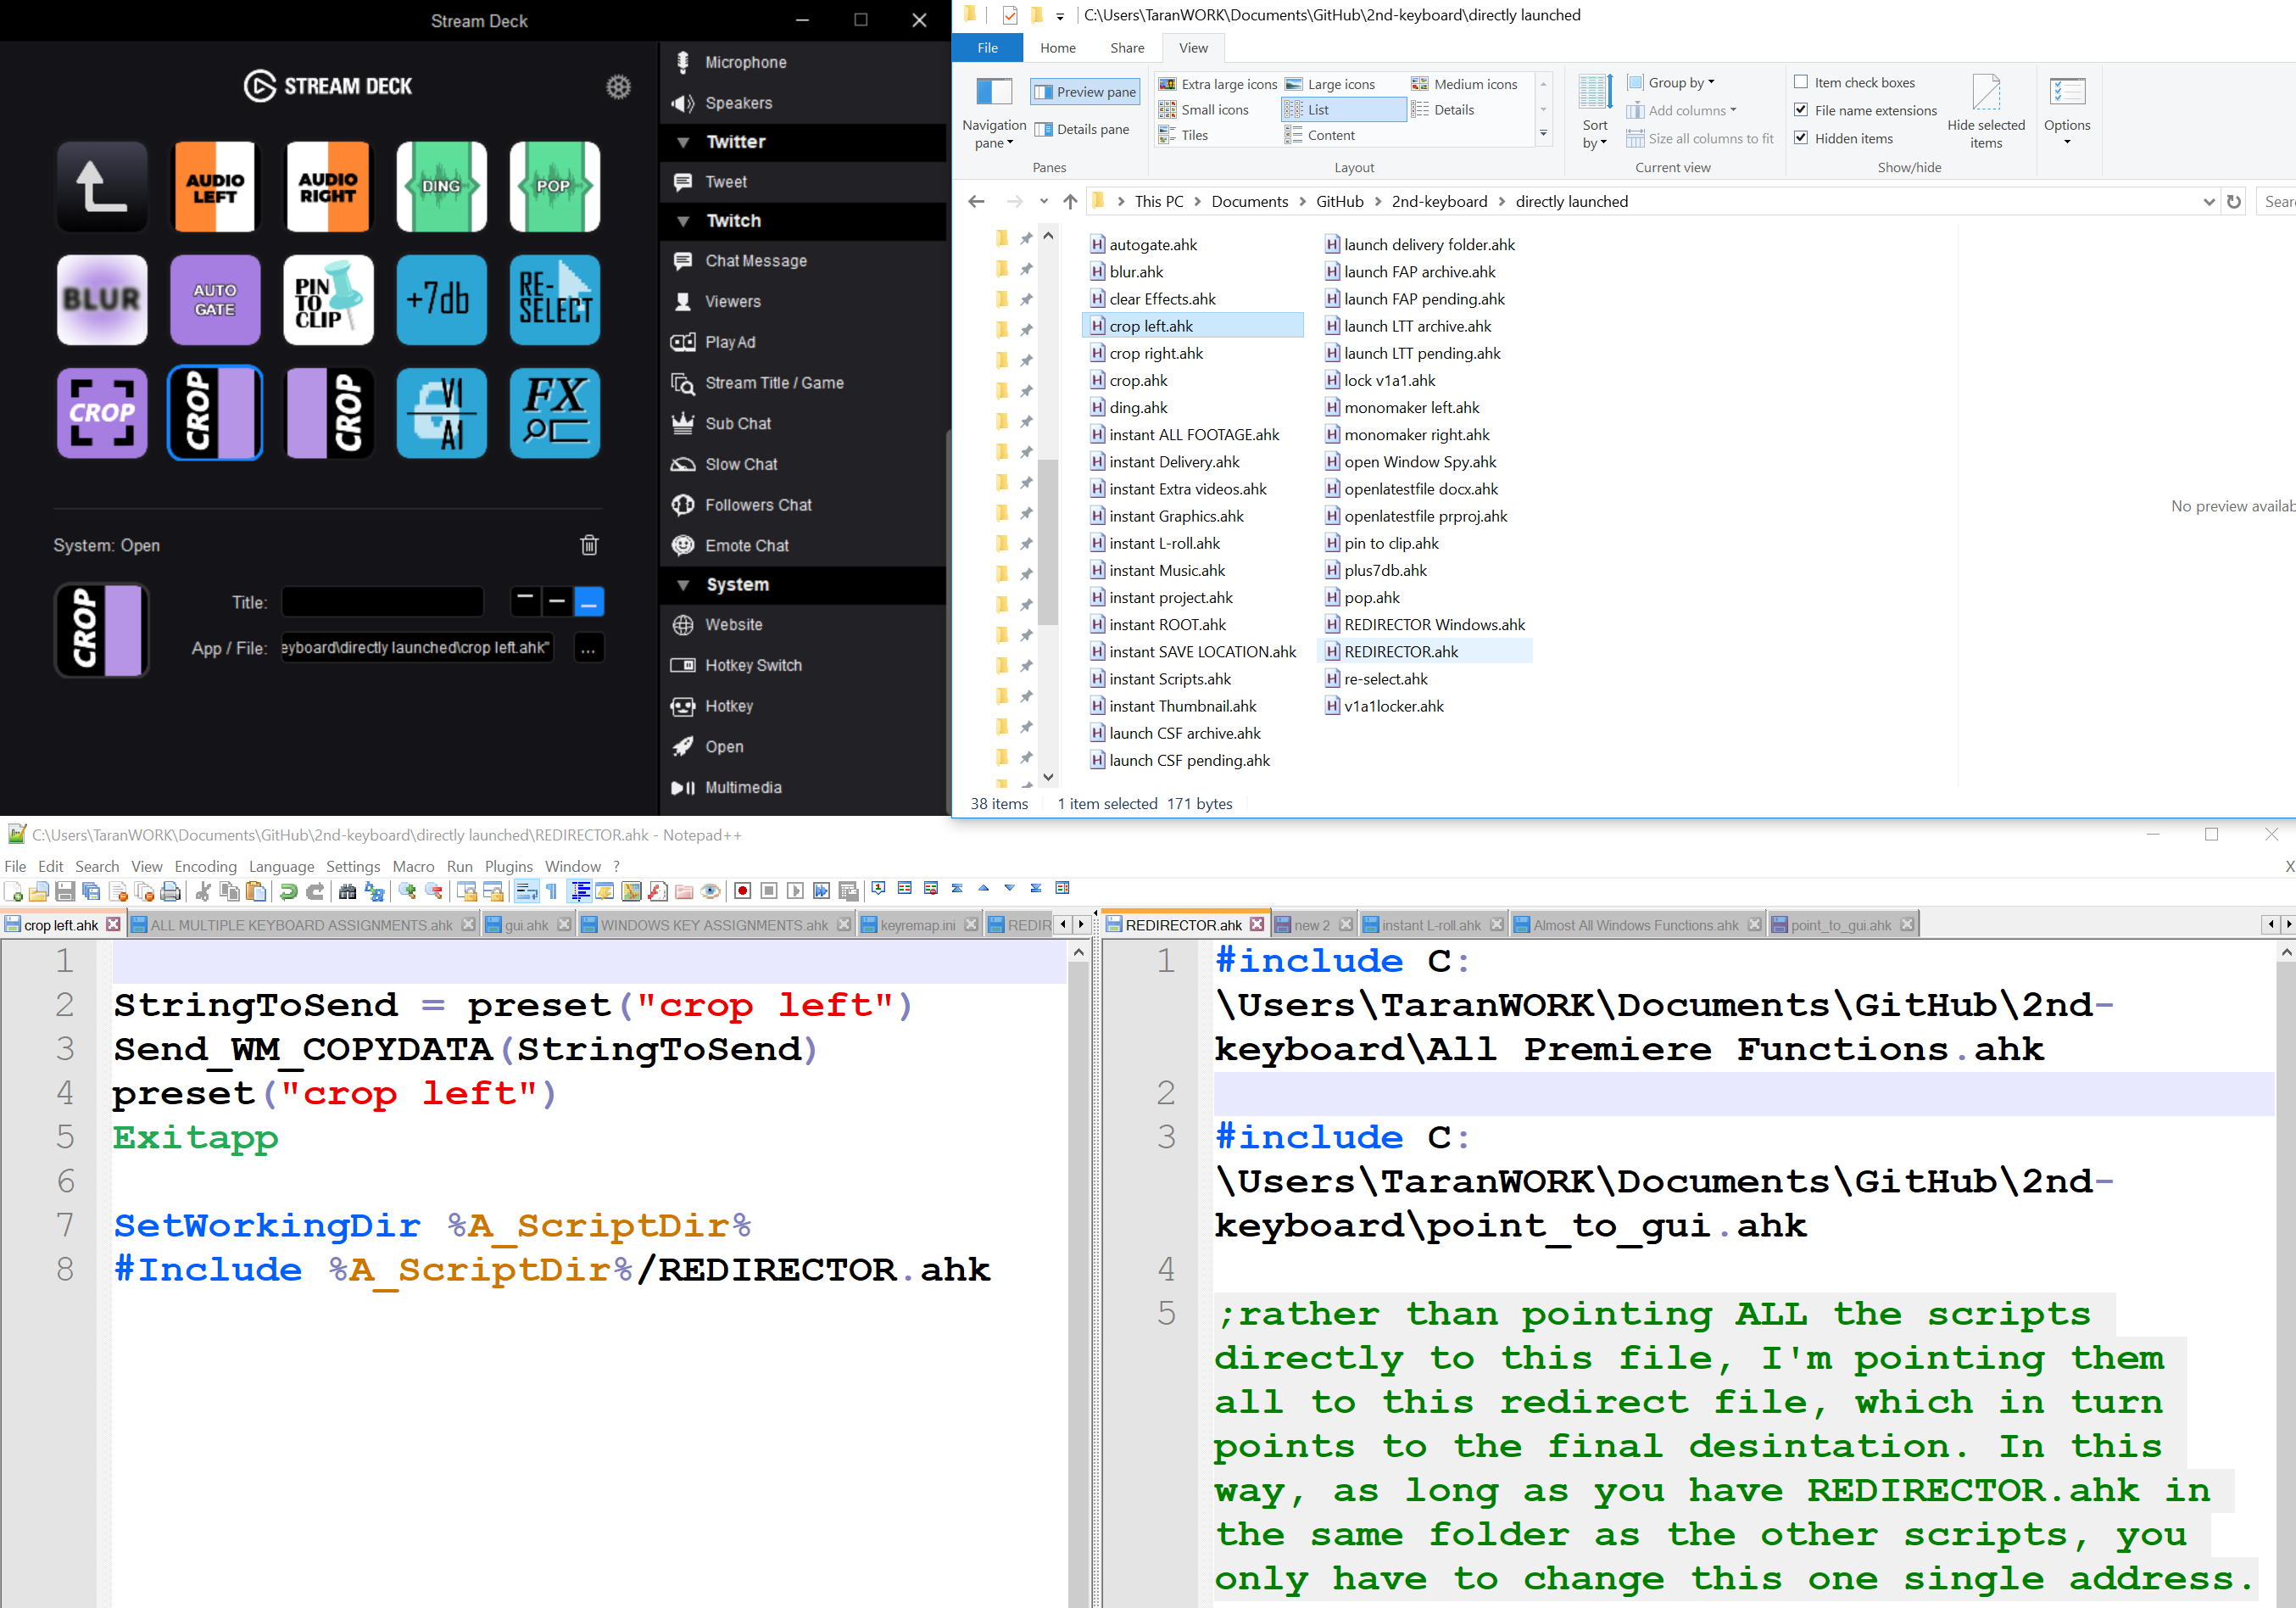 Stream Deck
STREAM DECK
AUDIO LEFT
AUDIO RIGHT
DING
POP
BLUR
AUTO GATE
PIN TO CLIP
+7db
RE-SELECT
CROP
CROP
CROP
V1 A1
FX
System: Open
CROP
Title:
App / File: eyboard\directly launched\crop left.ahk"
...
Microphone
Speakers
Twitter
Tweet
Twitch
Chat Message
Viewers
Play Ad
Stream Title / Game
Sub Chat
Slow Chat
Followers Chat
Emote Chat
System
Website
Hotkey Switch
Hotkey
Open
Multimedia
C:\Users\TaranWORK\Documents\GitHub\2nd-keyboard\directly launched
File Home Share View
Navigation pane
Preview pane
Details pane
Panes
Extra large icons Large icons Medium icons
Small icons List Details
Tiles Content
Layout
Sort by
Group by
Add columns
Size all columns to fit
Current view
Item check boxes
File name extensions
Hidden items
Hide selected items
Show/hide
Options
This PC > Documents > GitHub > 2nd-keyboard > directly launched
Sear
autogate.ahk
blur.ahk
clear Effects.ahk
crop left.ahk
crop right.ahk
crop.ahk
ding.ahk
instant ALL FOOTAGE.ahk
instant Delivery.ahk
instant Extra videos.ahk
instant Graphics.ahk
instant L-roll.ahk
instant Music.ahk
instant project.ahk
instant ROOT.ahk
instant SAVE LOCATION.ahk
instant Scripts.ahk
instant Thumbnail.ahk
launch CSF archive.ahk
launch CSF pending.ahk
launch delivery folder.ahk
launch FAP archive.ahk
launch FAP pending.ahk
launch LTT archive.ahk
launch LTT pending.ahk
lock v1a1.ahk
monomaker left.ahk
monomaker right.ahk
open Window Spy.ahk
openlatestfile docx.ahk
openlatestfile prproj.ahk
pin to clip.ahk
plus7db.ahk
pop.ahk
REDIRECTOR Windows.ahk
REDIRECTOR.ahk
re-select.ahk
v1a1locker.ahk
No preview availab
38 items 1 item selected 171 bytes
C:\Users\TaranWORK\Documents\GitHub\2nd-keyboard\directly launched\REDIRECTOR.ahk - Notepad++
File Edit Search View Encoding Language Settings Macro Run Plugins Window ?
X
crop left.ahk ALL MULTIPLE KEYBOARD ASSIGNMENTS.ahk gui.ahk WINDOWS KEY ASSIGNMENTS.ahk keyremap.ini REDIR
1
2 StringToSend = preset("crop left")
3 Send_WM_COPYDATA(StringToSend)
4 preset("crop left")
5 Exitapp
6
7 SetWorkingDir %A_ScriptDir%
8 #Include %A_ScriptDir%/REDIRECTOR.ahk
REDIRECTOR.ahk new 2 instant L-roll.ahk Almost All Windows Functions.ahk point_to_gui.ahk
1 #include C:
\Users\TaranWORK\Documents\GitHub\2nd-
keyboard\All Premiere Functions.ahk
2
3 #include C:
\Users\TaranWORK\Documents\GitHub\2nd-
keyboard\point_to_gui.ahk
4
5 ;rather than pointing ALL the scripts
directly to this file, I'm pointing them
all to this redirect file, which in turn
points to the final desintation. In this
way, as long as you have REDIRECTOR.ahk in
the same folder as the other scripts, you
only have to change this one single address.